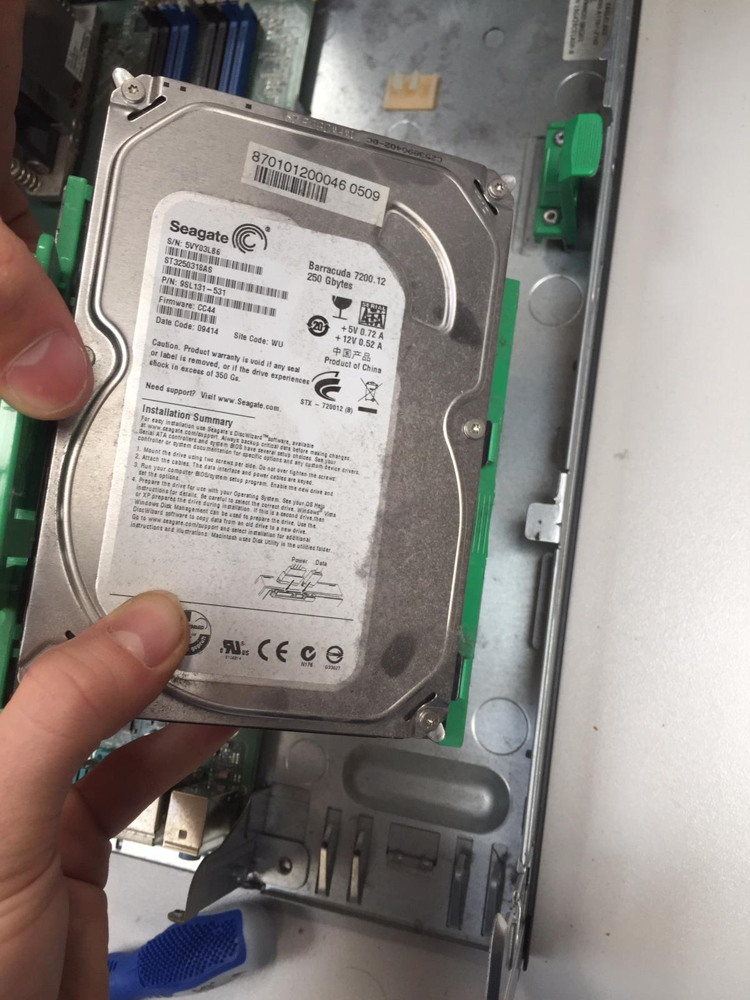 C253890402-BC
870101200046 0509
Seagate
S/N: 5VY03LB6
ST3250318AS
P/N: 9SL131-531
Firmware: CC44
Date Code: 09414
Site Code: WU
Barracuda 7200.12
250 Gbytes
SERIAL
ATA
20
+5V 0.72 A
+12V 0.52 A
中国产品
Product of China
Caution. Product warranty is void if any seal
or label is removed, or if the drive experiences
shock in excess of 350 Gs.
STX - 720012 (B)
Need support? Visit www.Seagate.com.
Installation Summary
For easy installation use Seagate's DiscWizard™ software, available
at www.seagate.com/support. Always backup critical data before making changes.
Serial ATA controllers and system BIOS have several setup choices. See your
controller or system documentation for specific options and any custom device drivers.
1. Mount the drive using two screws per side. Do not over tighten the screws.
2. Attach the cables. The data interface and power cables are keyed.
3. Run your computer BIOS/system setup program. Enable the new drive and
set the options.
4. Prepare the drive for use with your Operating System. See your OS Help
instructions for details. Be careful to select the correct drive. Windows® Vista
or XP prepares the drive during installation. If this is a second drive, then
Windows Disk Management can be used to prepare the drive. Use the
DiscWizard software to copy data from an old drive to a new drive.
Go to www.seagate.com/support and select installation for additional
instructions and illustrations. Macintosh uses Disk Utility in the utilities folder.
Power Data
c UR us
E106814
CE
N176
D33027